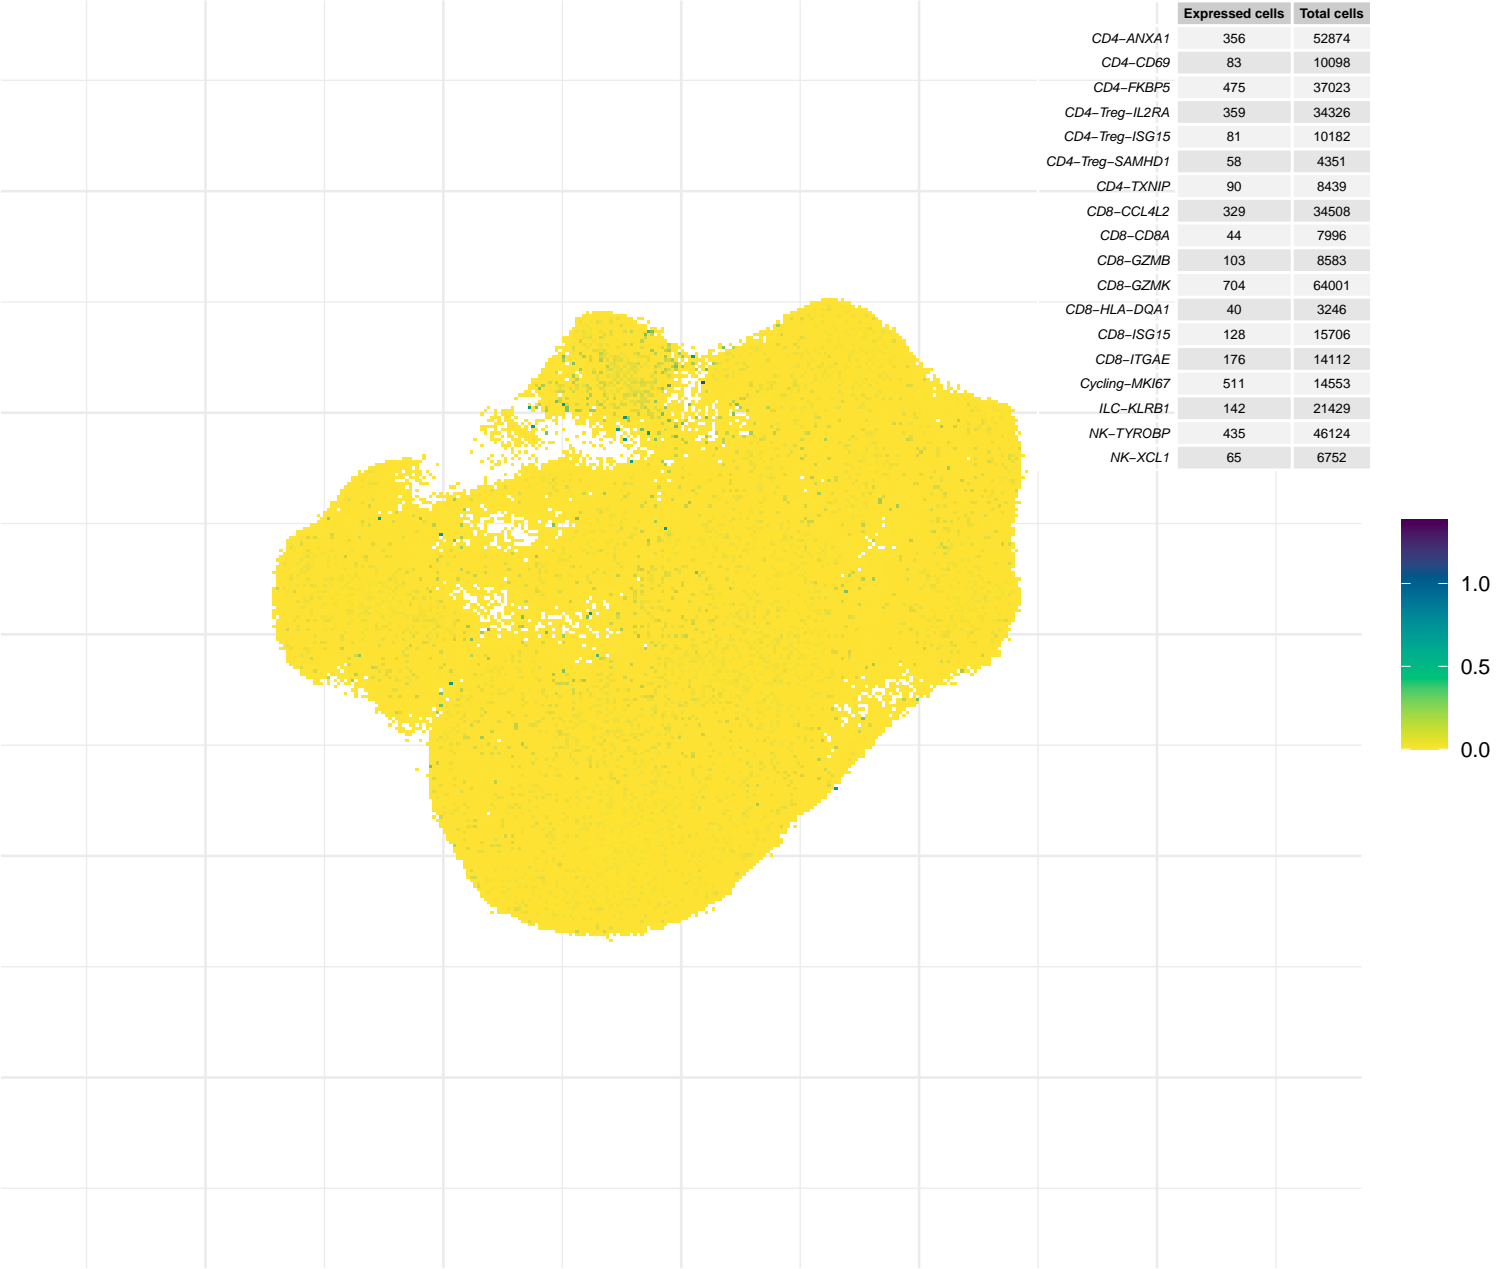 Expressed cells Total cells
CD4−ANXA1 356 52874
CD4−CD69 83 10098
CD4−FKBP5 475 37023
CD4−Treg−IL2RA 359 34326
CD4−Treg−ISG15 81 10182
CD4−Treg−SAMHD1 58 4351
CD4−TXNIP 90 8439
CD8−CCL4L2 329 34508
CD8−CD8A 44 7996
CD8−GZMB 103 8583
CD8−GZMK 704 64001
CD8−HLA−DQA1 40 3246
CD8−ISG15 128 15706
CD8−ITGAE 176 14112
Cycling−MKI67 511 14553
ILC−KLRB1 142 21429
NK−TYROBP 435 46124
NK−XCL1 65 6752
1.0
0.5
0.0